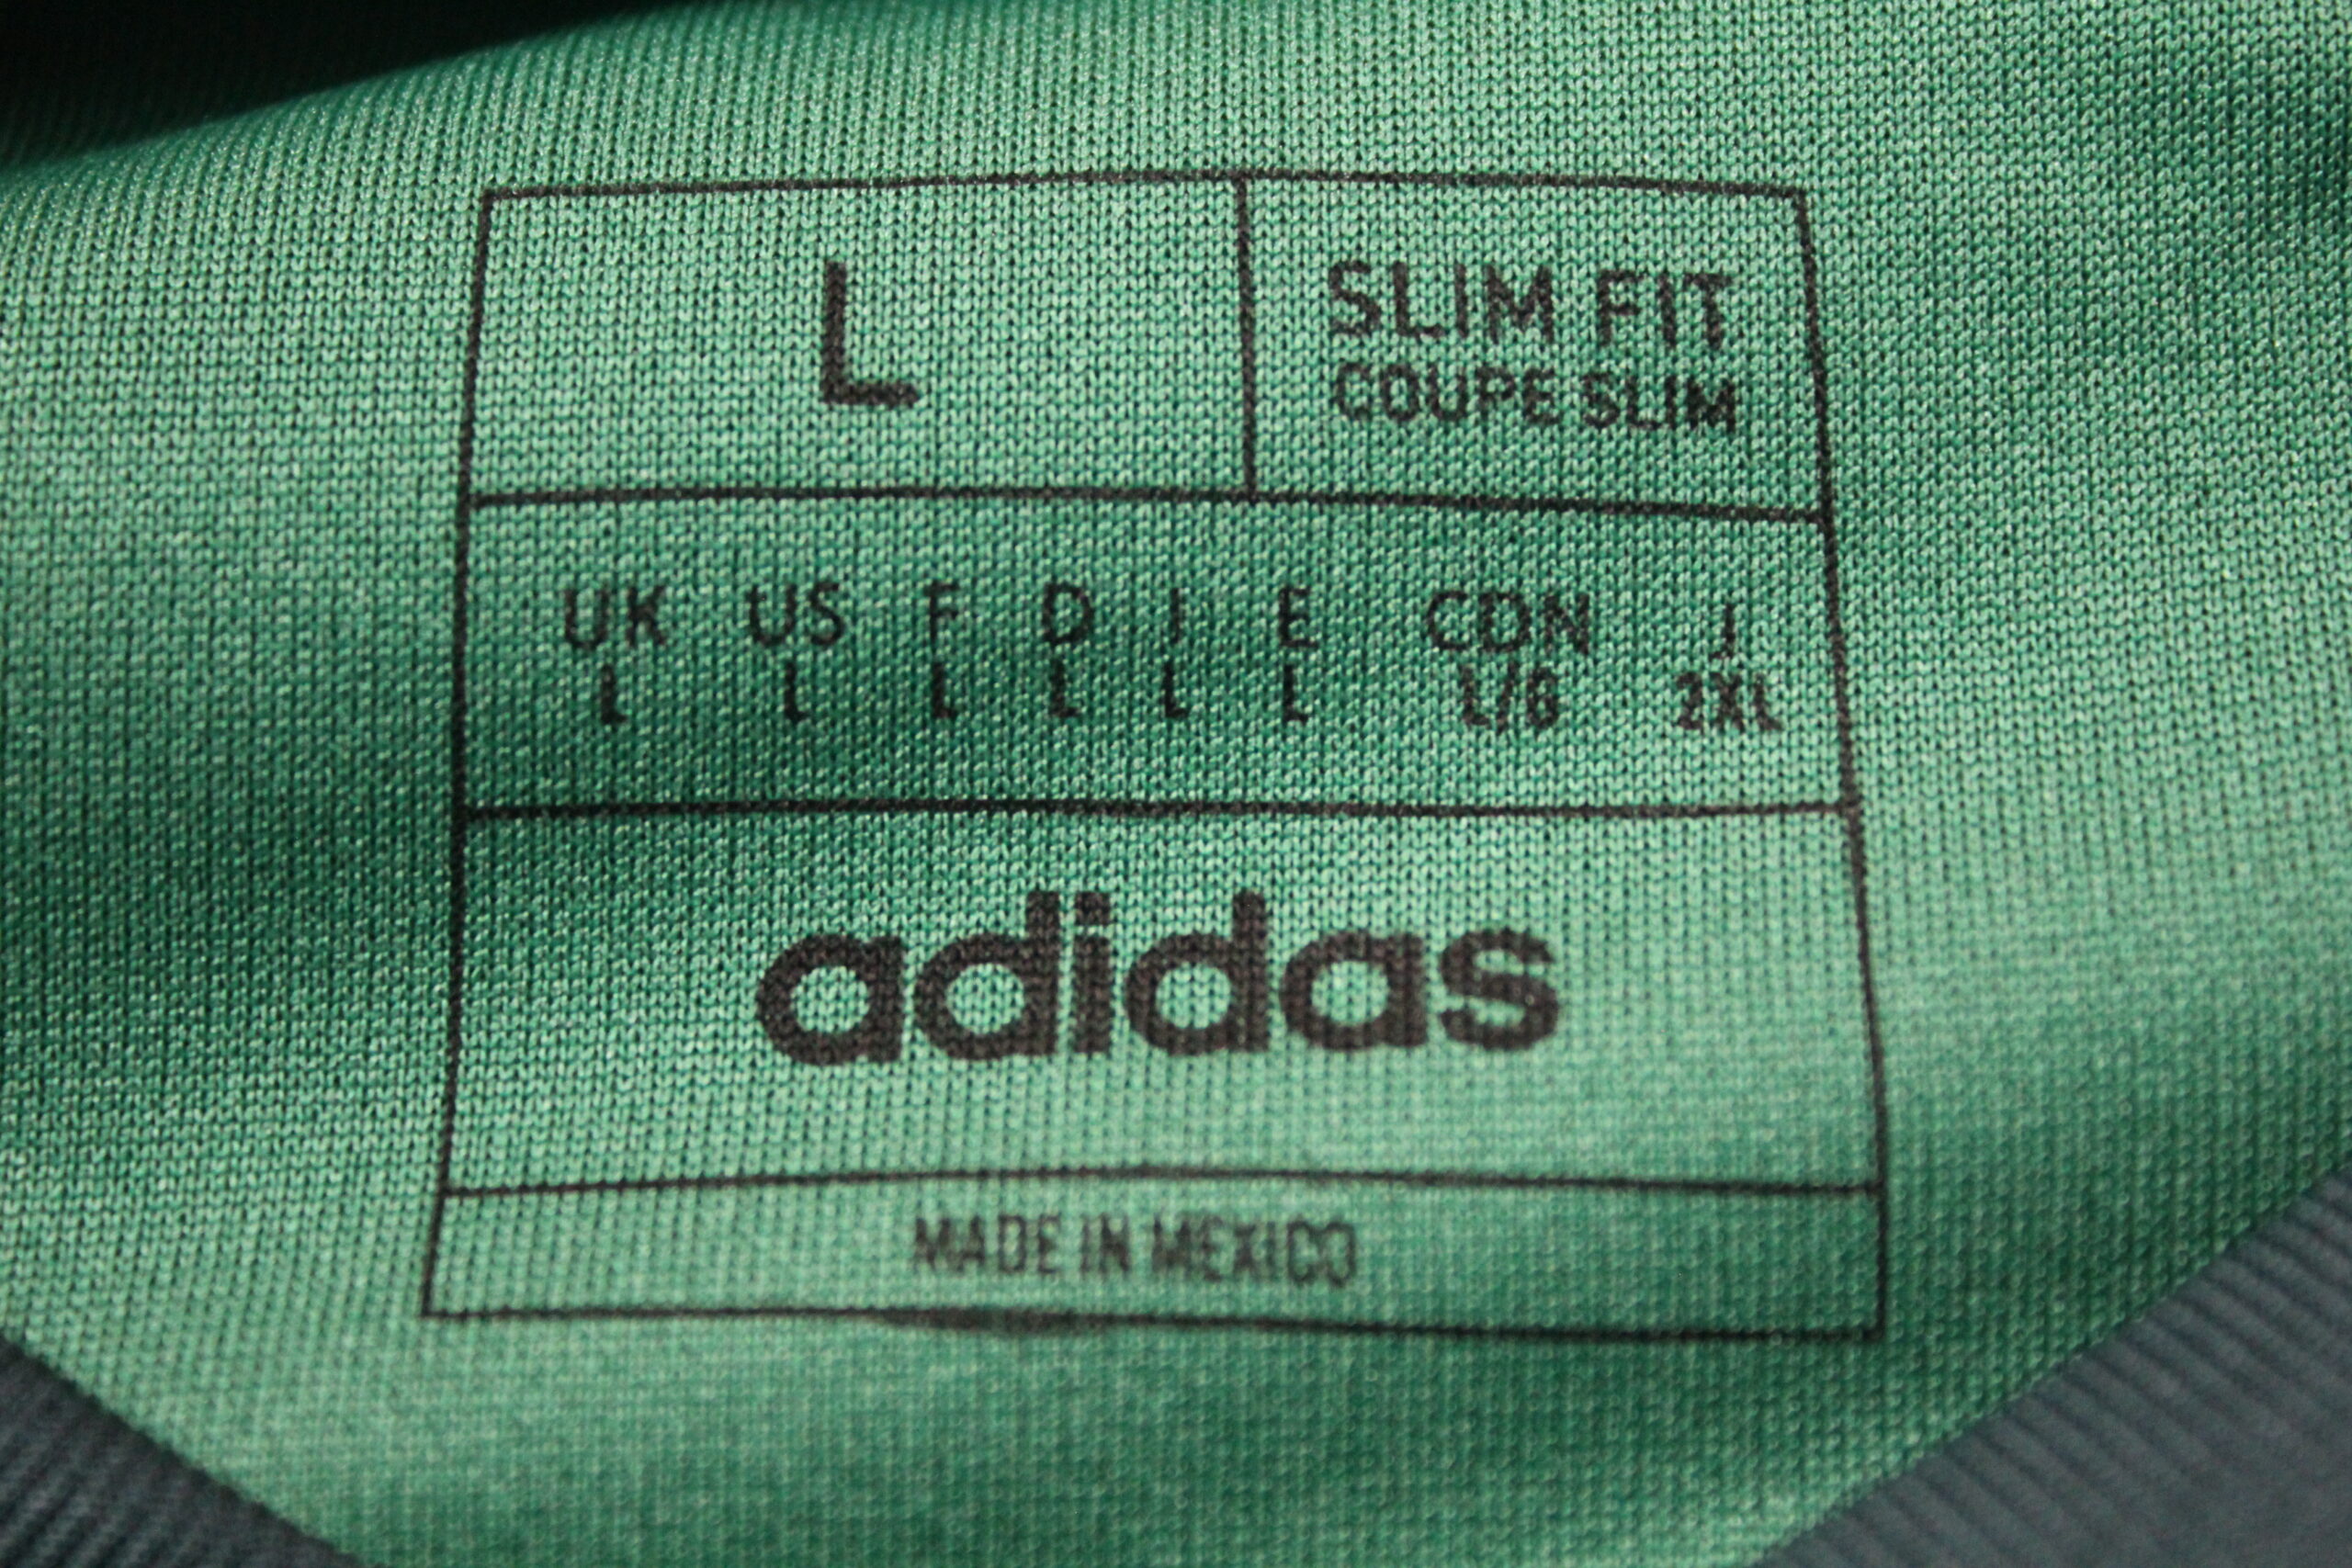 L
SLIM FIT
COUPE SLIM
UK US F D I E CDN J
L L L L L L L/G 2XL
adidas
MADE IN MEXICO